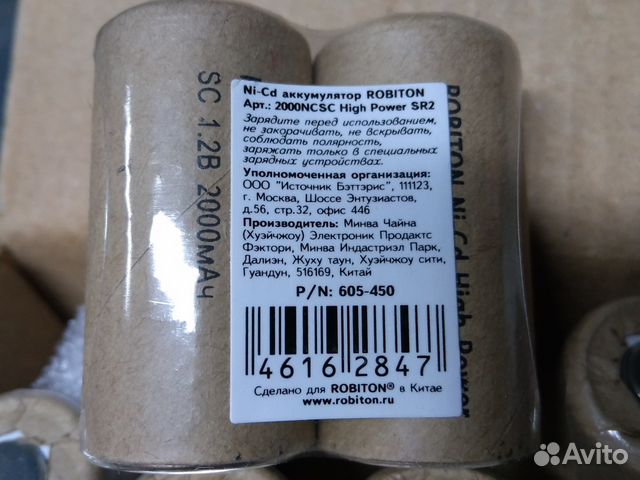 Ni-Cd аккумулятор ROBITON
Арт.: 2000NCSC High Power SR2
Зарядите перед использованием,
не закорачивать, не вскрывать,
соблюдать полярность,
заряжать только в специальных
зарядных устройствах.
Уполномоченная организация:
ООО "Источник Бэттэрис", 111123,
г. Москва, Шоссе Энтузиастов,
д.56, стр.32, офис 446
Производитель: Минва Чайна
(Хуэйчжоу) Электроник Продактс
Фэктори, Минва Индастриэл Парк,
Далиэн, Жуху таун, Хуэйчжоу сити,
Гуандун, 516169, Китай
P/N: 605-450
46162847
Сделано для ROBITON® в Китае
www.robiton.ru
SC 1.2В 2000мАч
ROBITON Ni-Cd High Power
Avito